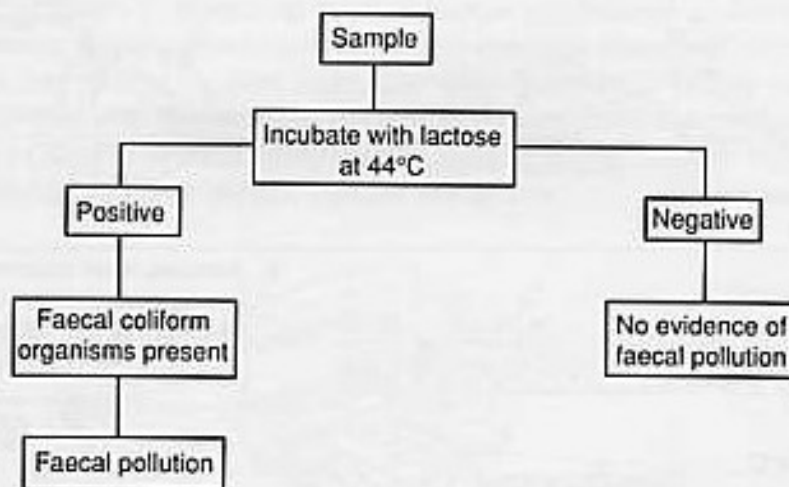 Sample
Incubate with lactose
at 44°C
Positive
Negative
Faecal coliform
organisms present
No evidence of
faecal pollution
Faecal pollution